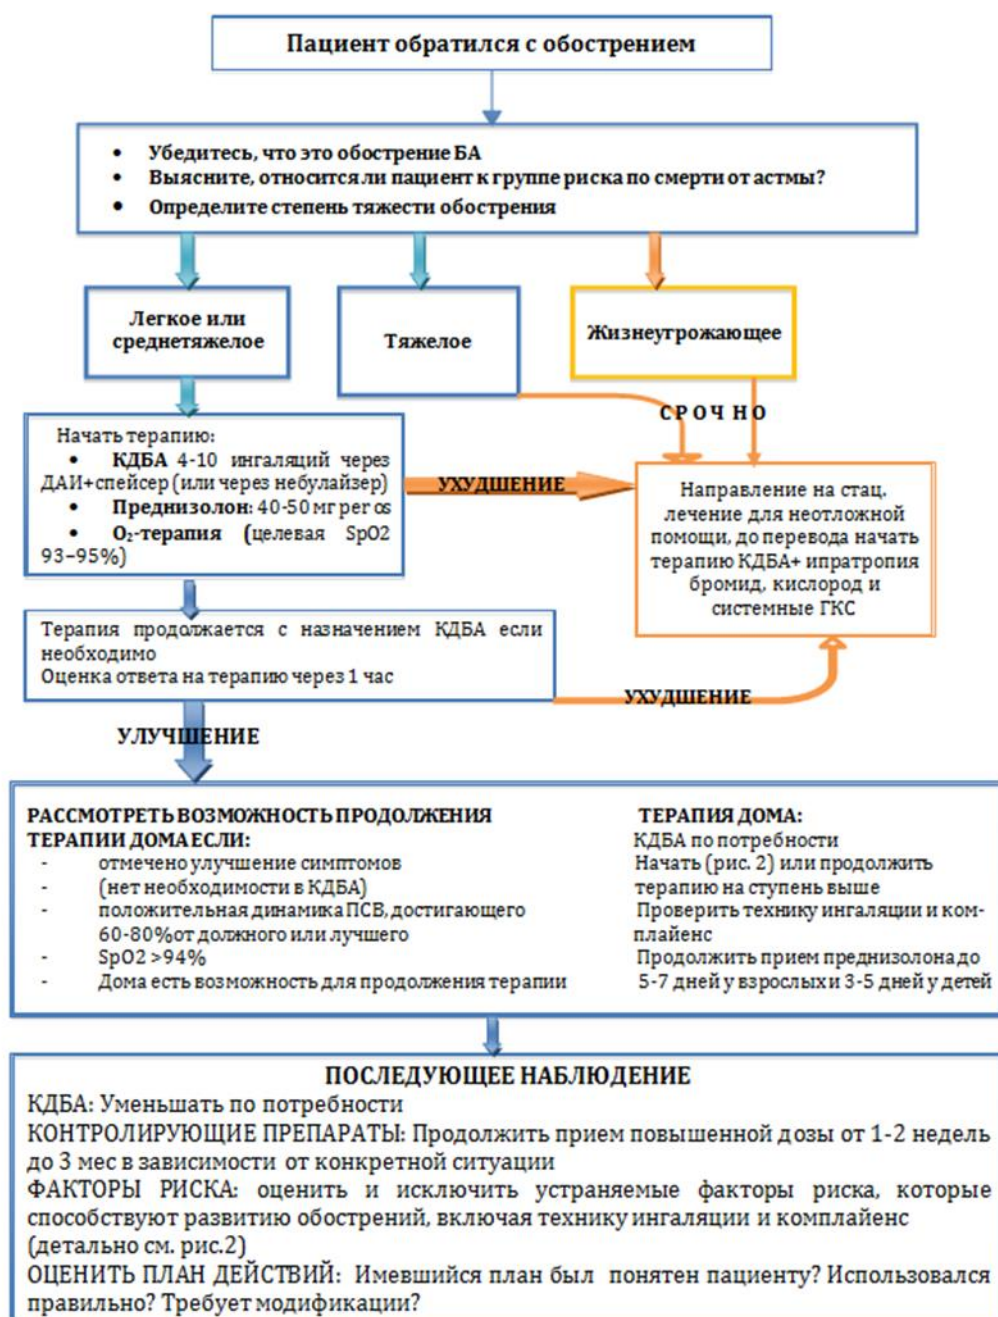 Пациент обратился с обострением
• Убедитесь, что это обострение БА
• Выясните, относится ли пациент к группе риска по смерти от астмы?
• Определите степень тяжести обострения
Легкое или
среднетяжелое
Тяжелое
Жизнеугрожающее
СРОЧНО
Начать терапию:
• КДБА 4-10 ингаляций через
ДАИ+спейсер (или через небулайзер)
• Преднизолон: 40-50 мг per os
• О₂-терапия (целевая SpO2
93–95%)
УХУДШЕНИЕ
Направление на стац.
лечение для неотложной
помощи, до перевода начать
терапию КДБА+ ипратропия
бромид, кислород и
системные ГКС
Терапия продолжается с назначением КДБА если
необходимо
Оценка ответа на терапию через 1 час
УХУДШЕНИЕ
УЛУЧШЕНИЕ
РАССМОТРЕТЬ ВОЗМОЖНОСТЬ ПРОДОЛЖЕНИЯ
ТЕРАПИИ ДОМА ЕСЛИ:
- отмечено улучшение симптомов
- (нет необходимости в КДБА)
- положительная динамика ПСВ, достигающего
60-80% от должного или лучшего
- SpO2 >94%
- Дома есть возможность для продолжения терапии
ТЕРАПИЯ ДОМА:
КДБА по потребности
Начать (рис. 2) или продолжить
терапию на ступень выше
Проверить технику ингаляции и ком-
плайенс
Продолжить прием преднизолона до
5-7 дней у взрослых и 3-5 дней у детей
ПОСЛЕДУЮЩЕЕ НАБЛЮДЕНИЕ
КДБА: Уменьшать по потребности
КОНТРОЛИРУЮЩИЕ ПРЕПАРАТЫ: Продолжить прием повышенной дозы от 1-2 недель
до 3 мес в зависимости от конкретной ситуации
ФАКТОРЫ РИСКА: оценить и исключить устраняемые факторы риска, которые
способствуют развитию обострений, включая технику ингаляции и комплайенс
(детально см. рис.2)
ОЦЕНИТЬ ПЛАН ДЕЙСТВИЙ: Имевшийся план был понятен пациенту? Использовался
правильно? Требует модификации?